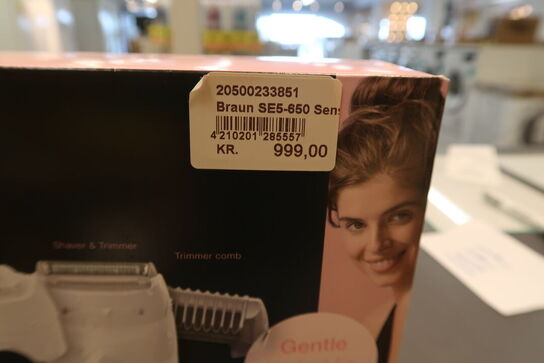 20500233851
Braun SE5-650 Sens
4 210201 285557
KR. 999,00
Shaver & Trimmer
Trimmer comb
Gentle